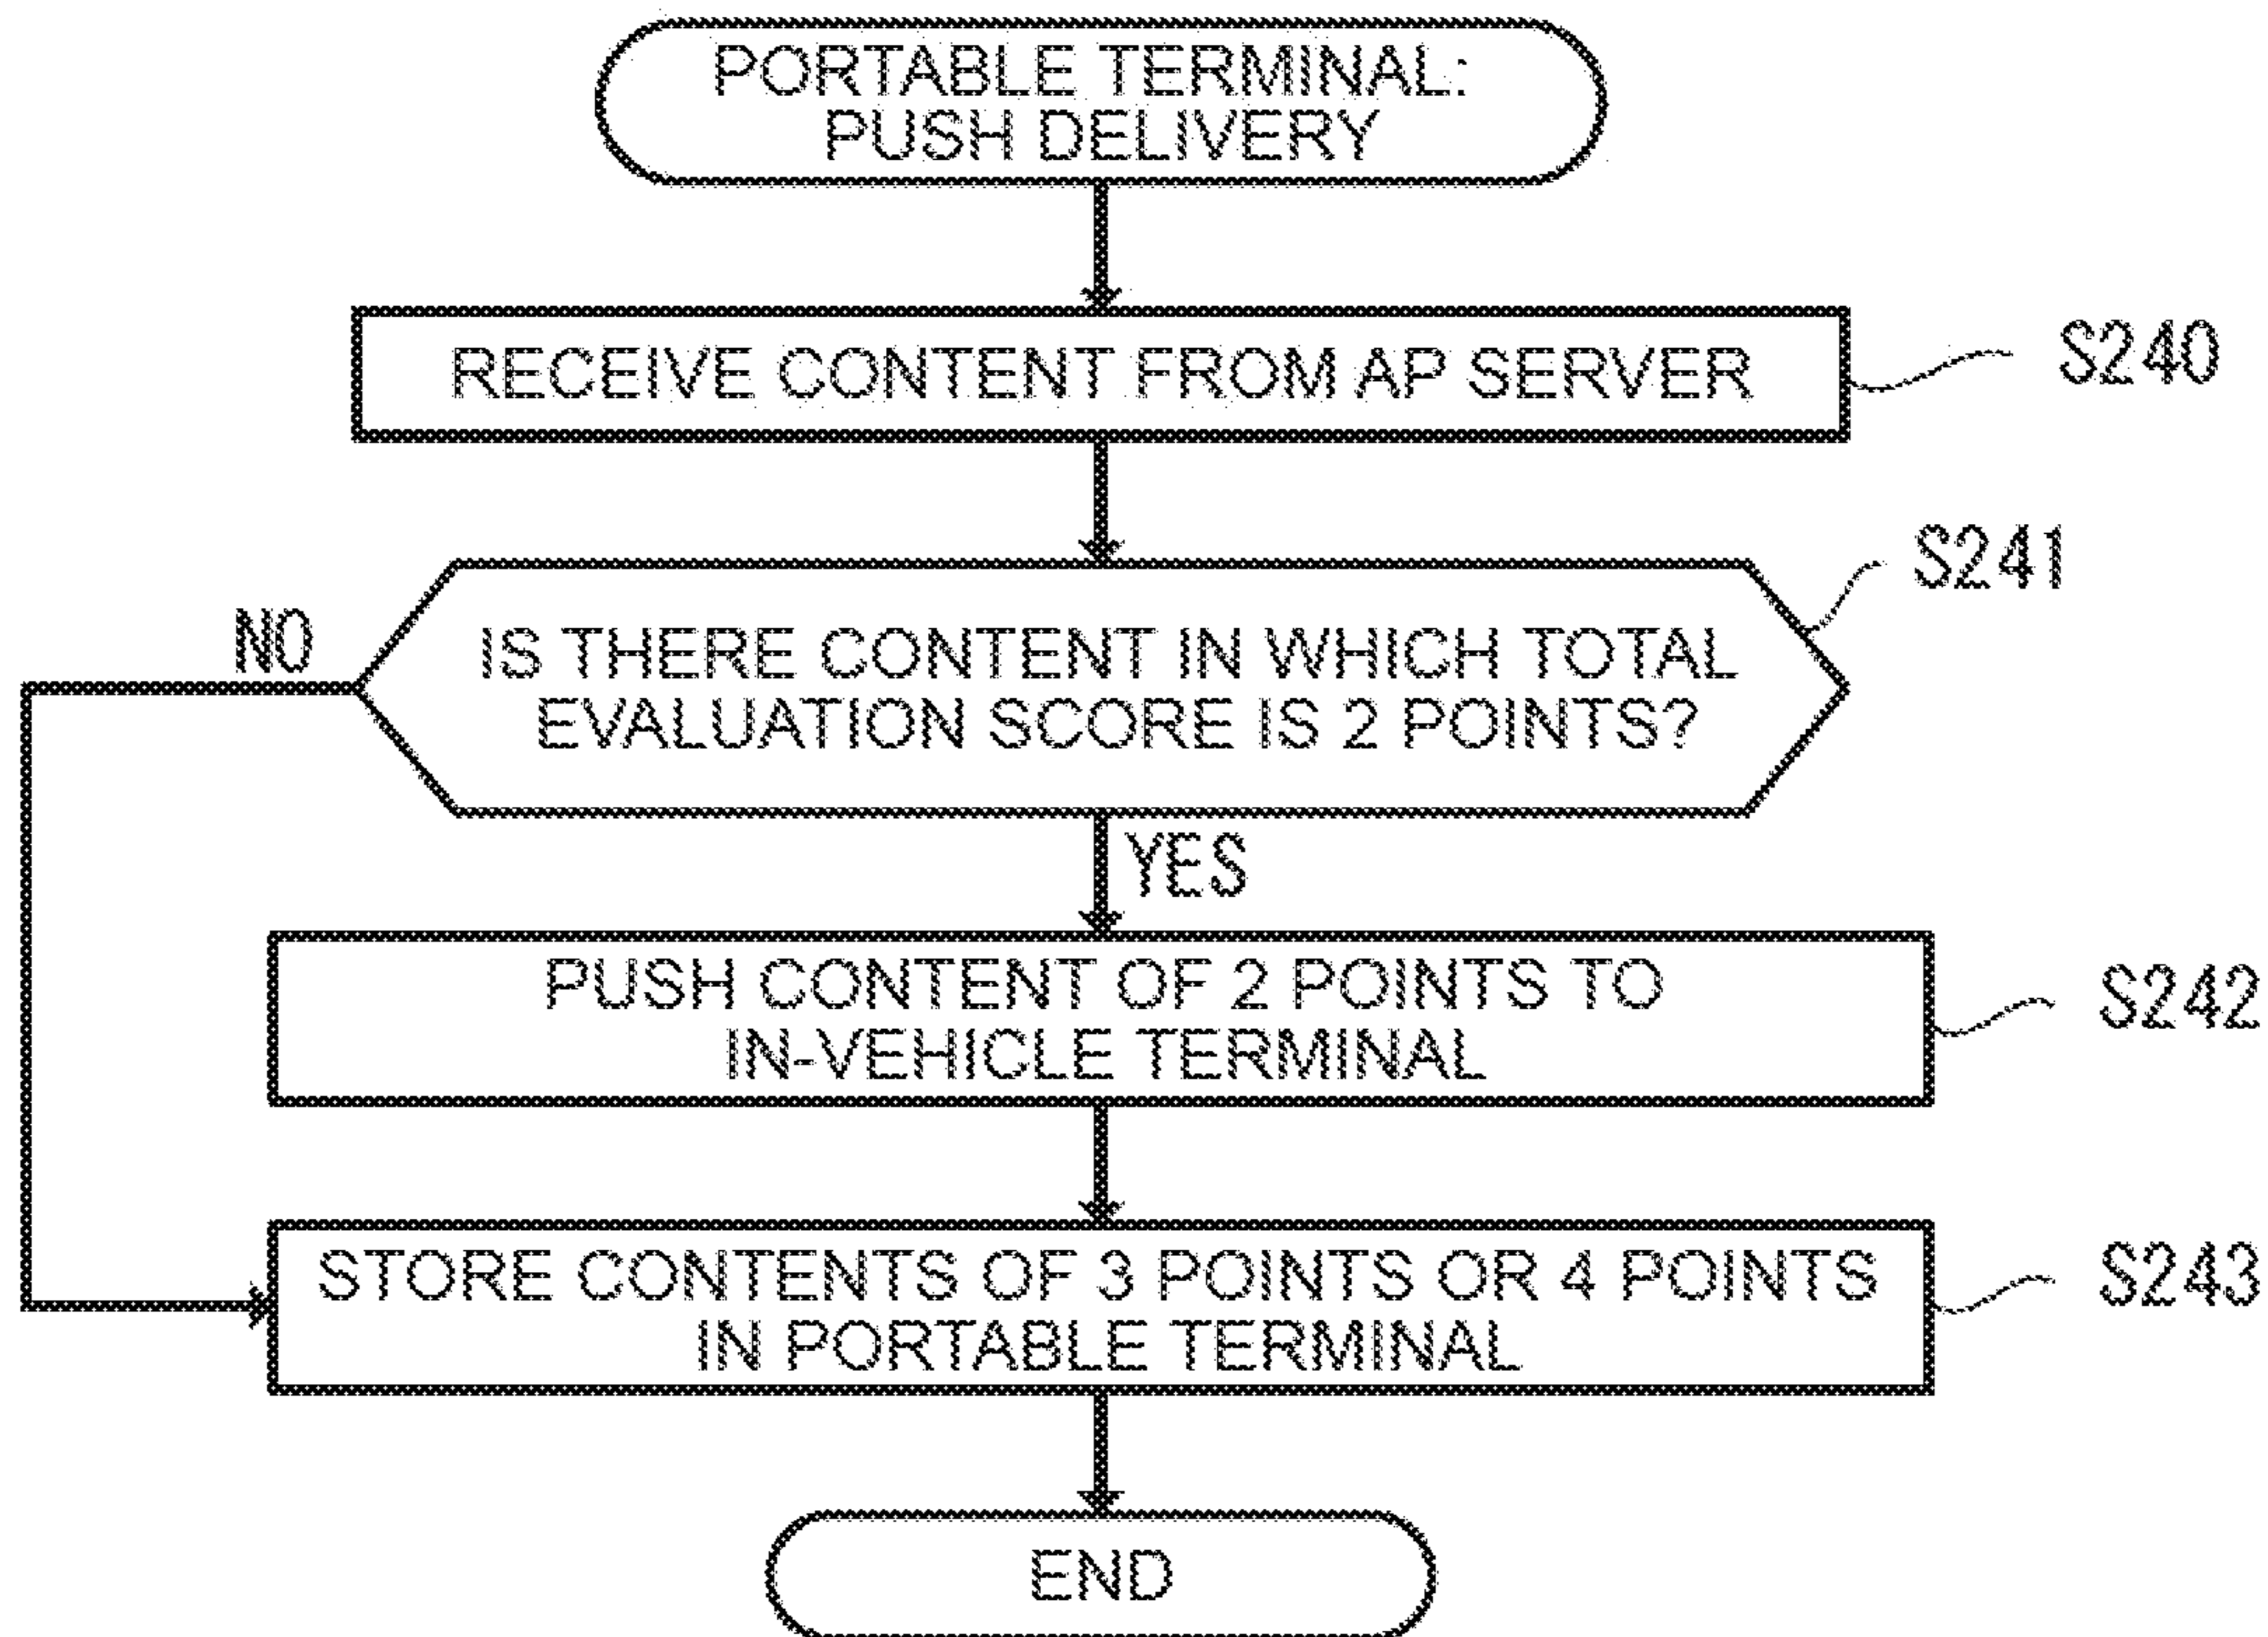 PORTABLE TERMINAL:
PUSH DELIVERY
RECEIVE CONTENT FROM AP SERVER
S240
S241
NO
IS THERE CONTENT IN WHICH TOTAL
EVALUATION SCORE IS 2 POINTS?
YES
PUSH CONTENT OF 2 POINTS TO
IN-VEHICLE TERMINAL
S242
STORE CONTENTS OF 3 POINTS OR 4 POINTS
IN PORTABLE TERMINAL
S243
END